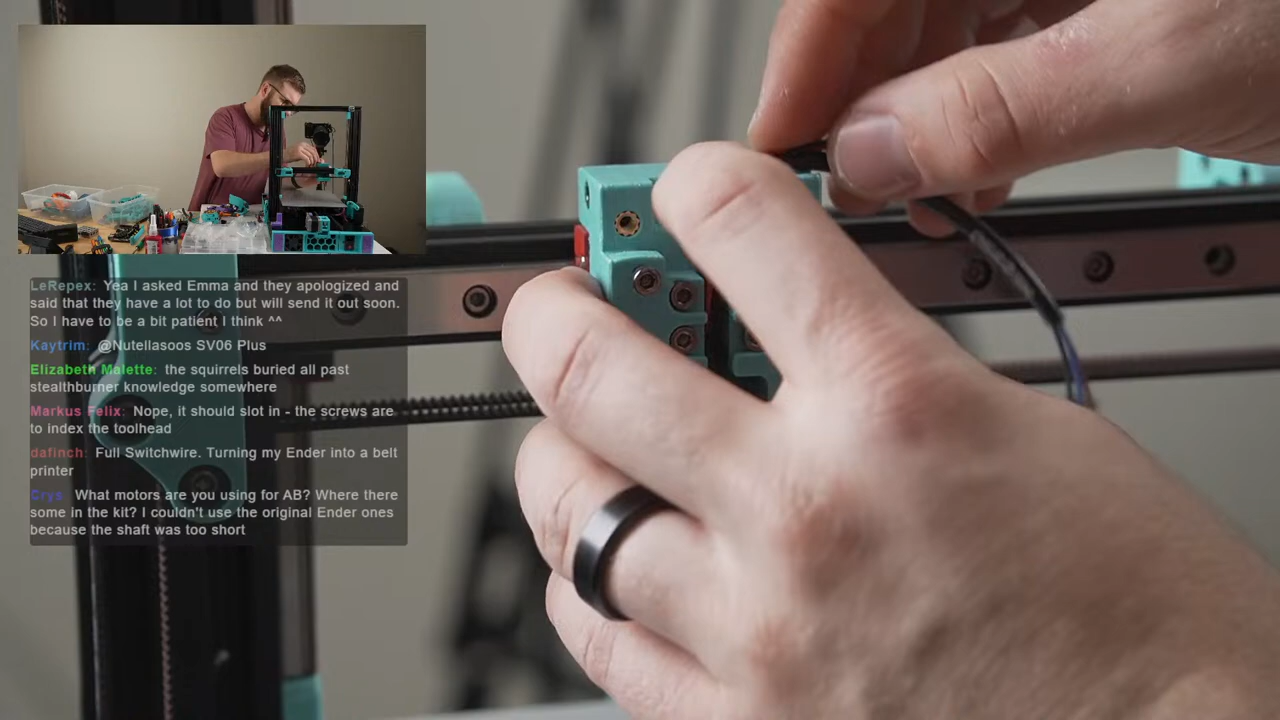 LeRepex: Yea I asked Emma and they apologized and
said that they have a lot to do but will send it out soon.
So I have to be a bit patient I think ^^
Kaytrim: @Nutellasoos SV06 Plus
Elizabeth Malette: the squirrels buried all past
stealthburner knowledge somewhere
Markus Felix: Nope, it should slot in - the screws are
to index the toolhead
dafinch: Full Switchwire. Turning my Ender into a belt
printer
Crys: What motors are you using for AB? Where there
some in the kit? I couldn't use the original Ender ones
because the shaft was too short